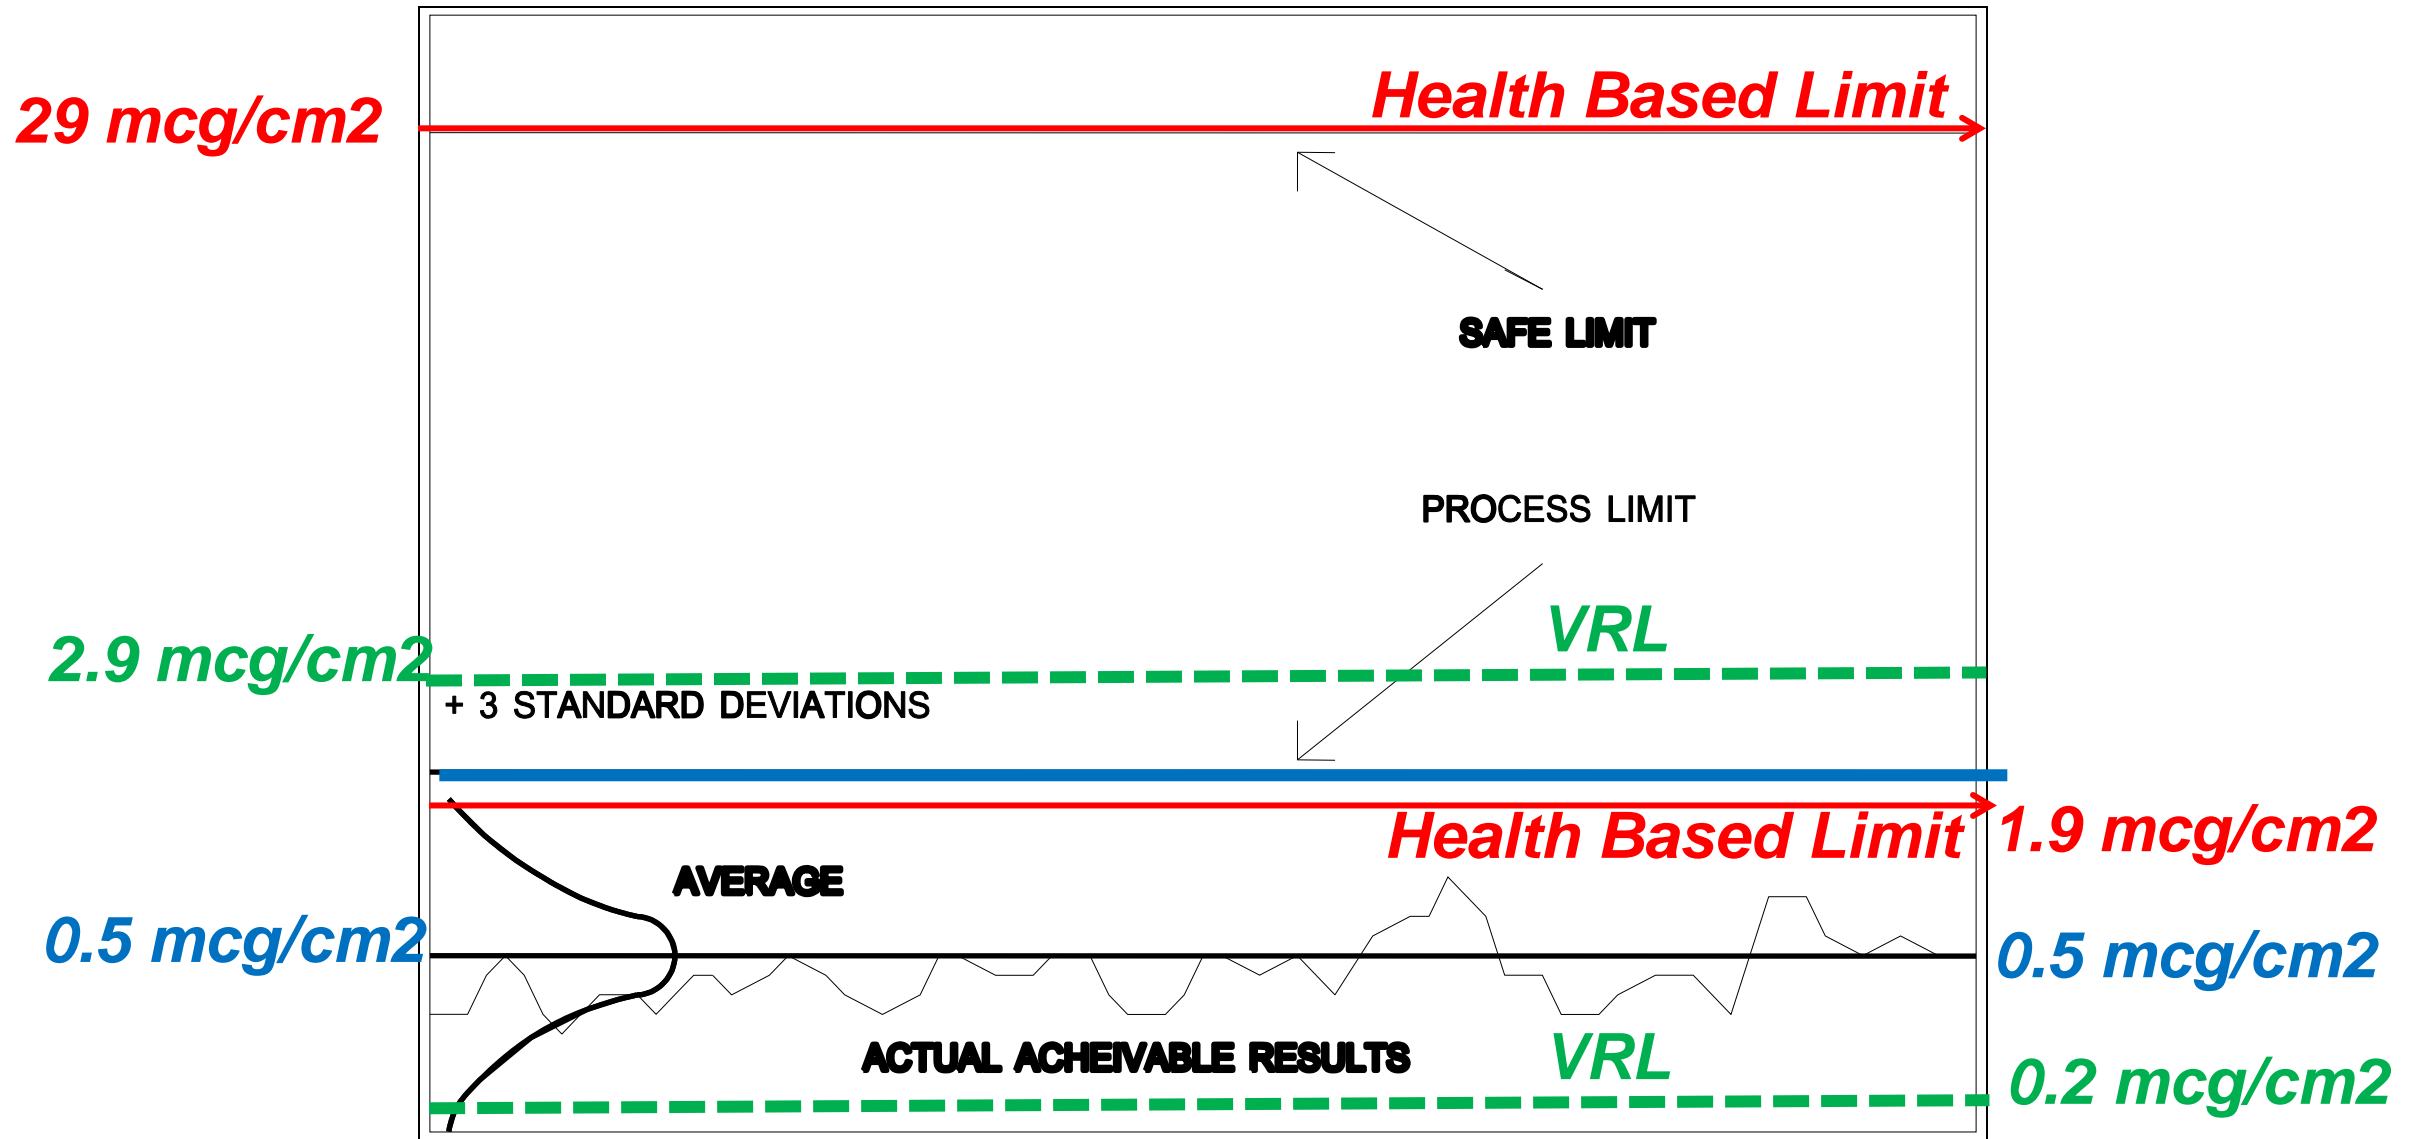 Health Based Limit
29 mcg/cm2
SAFE LIMIT
PROCESS LIMIT
VRL
2.9 mcg/cm2
+ 3 STANDARD DEVIATIONS
Health Based Limit
1.9 mcg/cm2
AVERAGE
0.5 mcg/cm2
0.5 mcg/cm2
ACTUAL ACHEIVABLE RESULTS
VRL
0.2 mcg/cm2